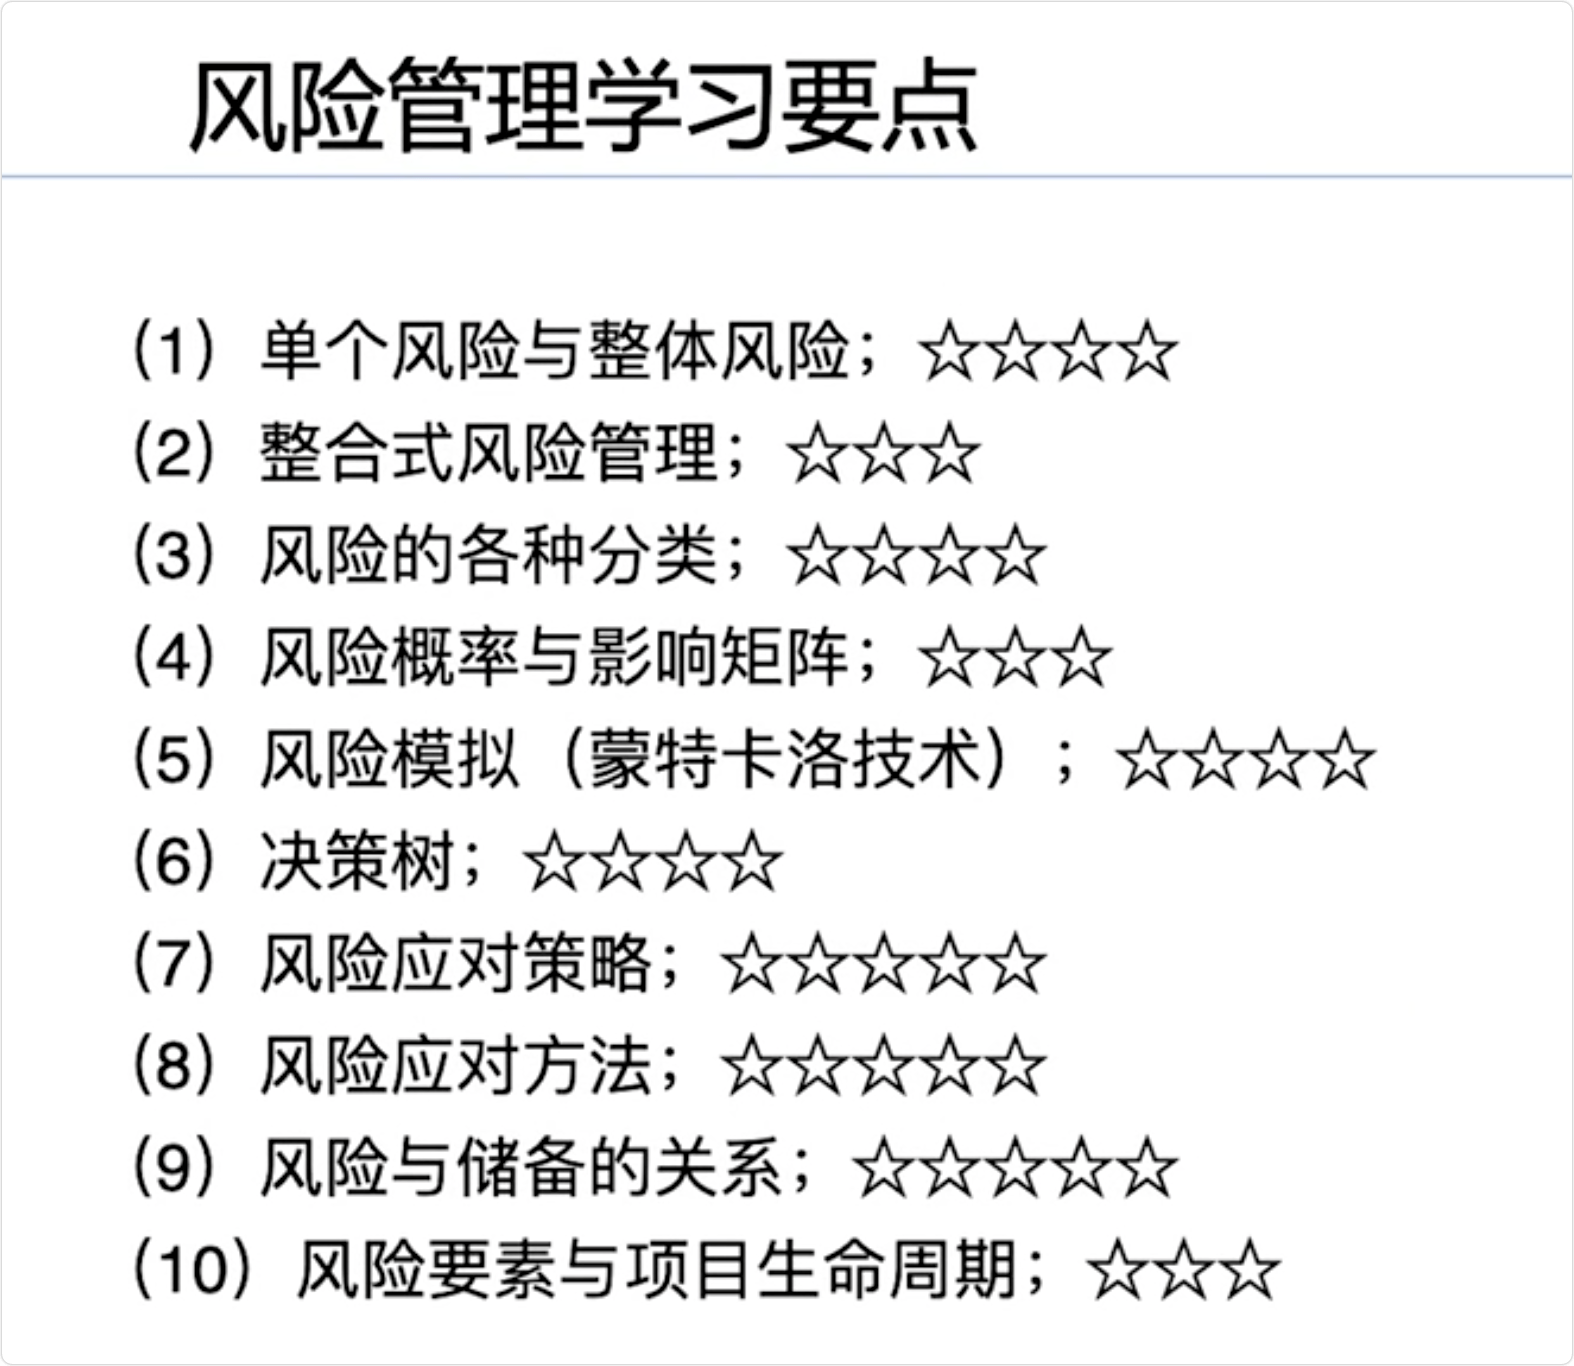 风险管理学习要点
(1) 单个风险与整体风险；☆☆☆☆
(2) 整合式风险管理；☆☆☆
(3) 风险的各种分类；☆☆☆☆
(4) 风险概率与影响矩阵；☆☆☆
(5) 风险模拟（蒙特卡洛技术）；☆☆☆☆
(6) 决策树；☆☆☆☆
(7) 风险应对策略；☆☆☆☆☆
(8) 风险应对方法；☆☆☆☆☆
(9) 风险与储备的关系；☆☆☆☆☆
(10) 风险要素与项目生命周期；☆☆☆